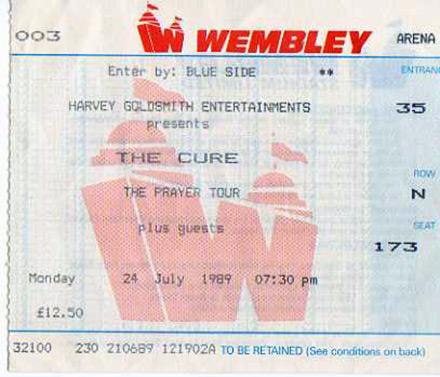 003 WEMBLEY ARENA
Enter by: BLUE SIDE ** ENTRANC
HARVEY GOLDSMITH ENTERTAINMENTS 35
presents
THE CURE
ROW
THE PRAYER TOUR N
plus guests SEAT
173
Monday 24 July 1989 07:30 pm
£12.50
32100 230 210689 121902A TO BE RETAINED (See conditions on back)